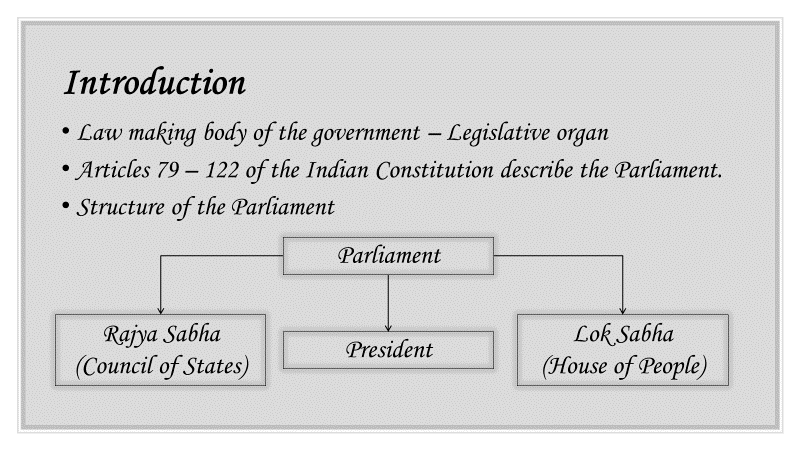 Introduction
• Law making body of the government – Legislative organ
• Articles 79 – 122 of the Indian Constitution describe the Parliament.
• Structure of the Parliament
Parliament
Rajya Sabha
(Council of States)
President
Lok Sabha
(House of People)